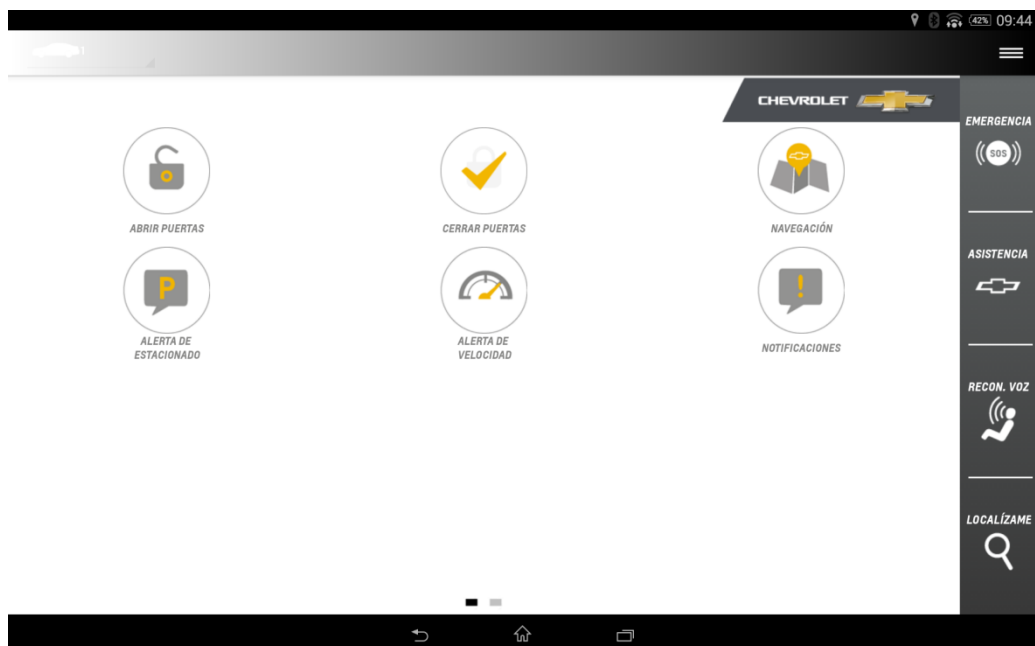 42% 09:44
CHEVROLET
EMERGENCIA
SOS
ABRIR PUERTAS
CERRAR PUERTAS
NAVEGACIÓN
ASISTENCIA
P
!
ALERTA DE
ESTACIONADO
ALERTA DE
VELOCIDAD
NOTIFICACIONES
RECON. VOZ
LOCALÍZAME